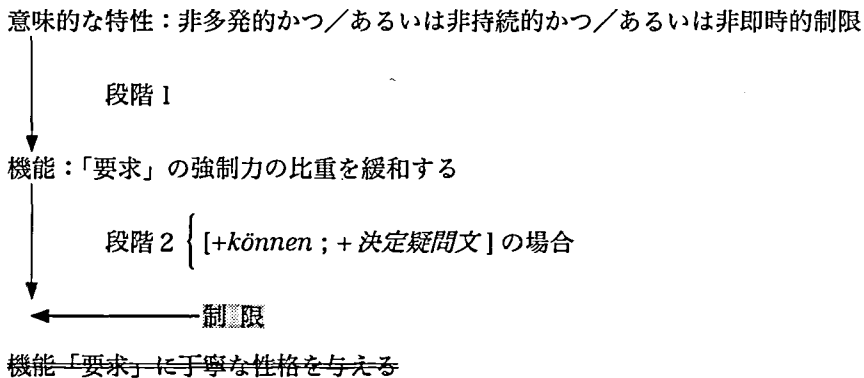 意味的な特性：非多発的かつ／あるいは非持続的かつ／あるいは非即時的制限
段階1
機能：「要求」の強制力の比重を緩和する
段階2 { [+können ; + 決定疑問文 ] の場合
制限
機能「要求」に丁寧な性格を与える